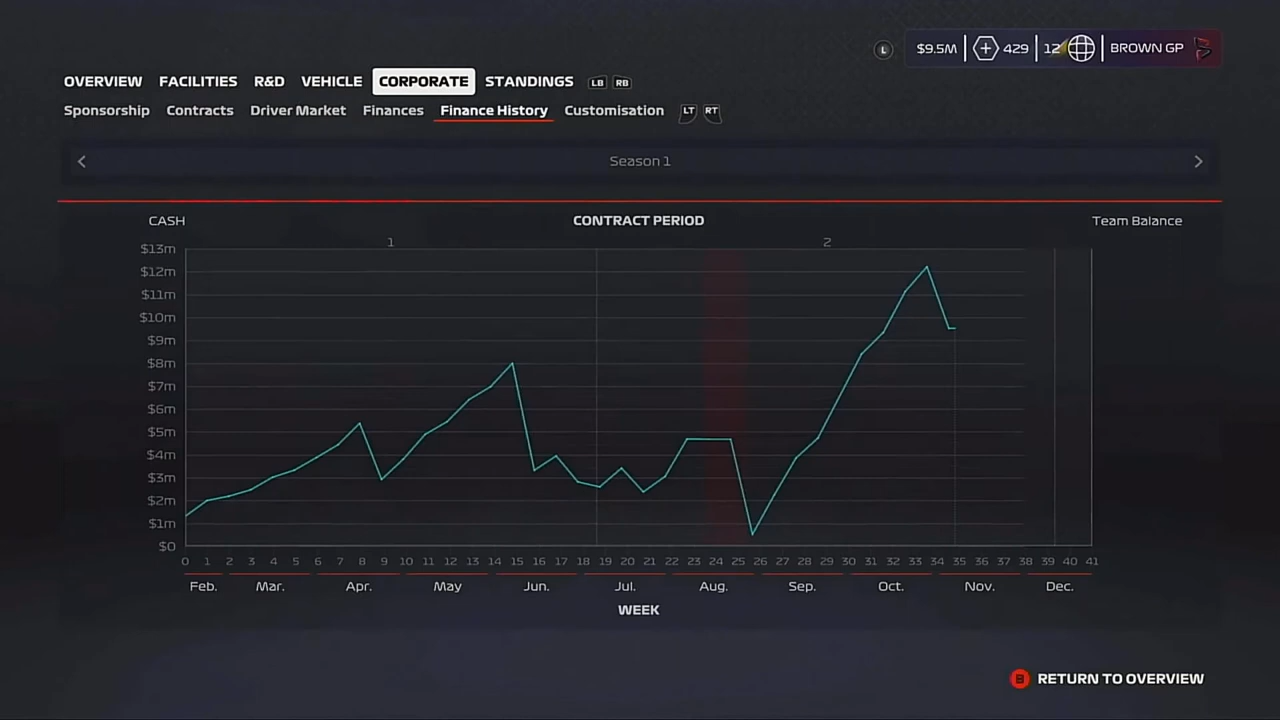 L $9.5M 429 12 BROWN GP
OVERVIEW FACILITIES R&D VEHICLE CORPORATE STANDINGS LB RB
Sponsorship Contracts Driver Market Finances Finance History Customisation LT RT
Season 1
CASH CONTRACT PERIOD Team Balance
1 2
$13m
$12m
$11m
$10m
$9m
$8m
$7m
$6m
$5m
$4m
$3m
$2m
$1m
$0
0 1 2 3 4 5 6 7 8 9 10 11 12 13 14 15 16 17 18 19 20 21 22 23 24 25 26 27 28 29 30 31 32 33 34 35 36 37 38 39 40 41
Feb. Mar. Apr. May Jun. Jul. Aug. Sep. Oct. Nov. Dec.
WEEK
B RETURN TO OVERVIEW